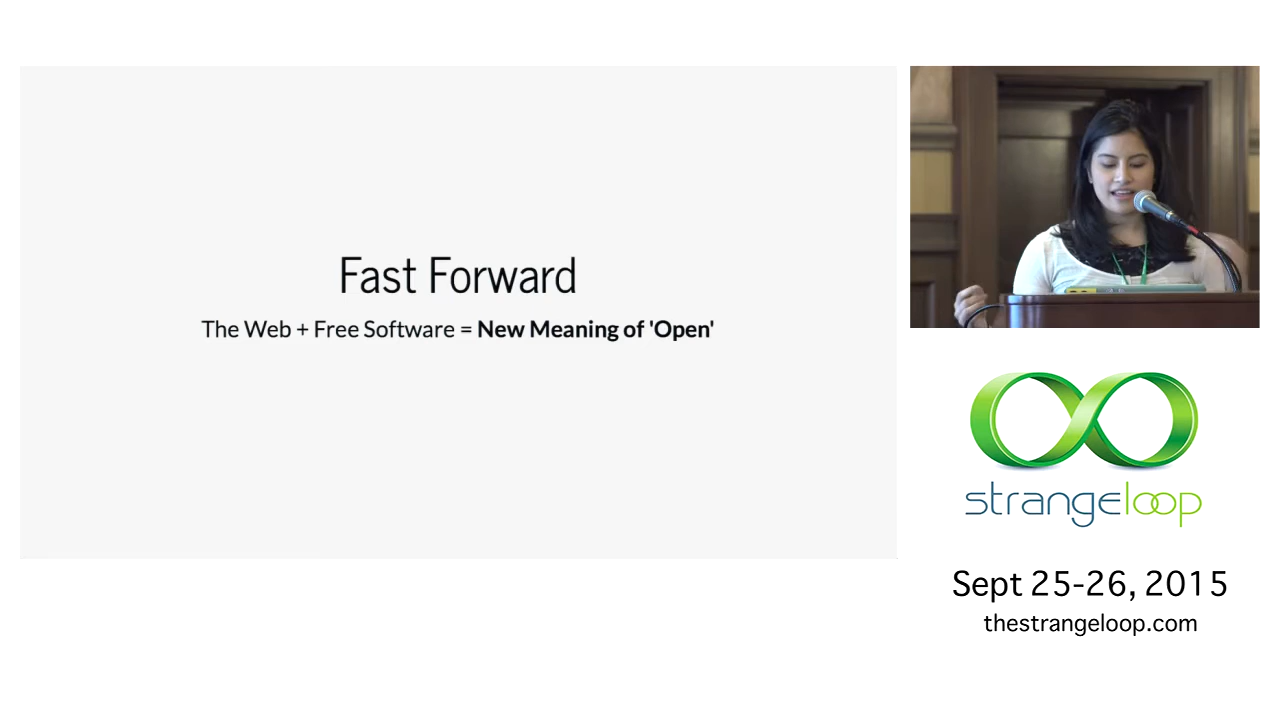 Fast Forward
The Web + Free Software = New Meaning of 'Open'
strangeloop
Sept 25-26, 2015
thestrangeloop.com